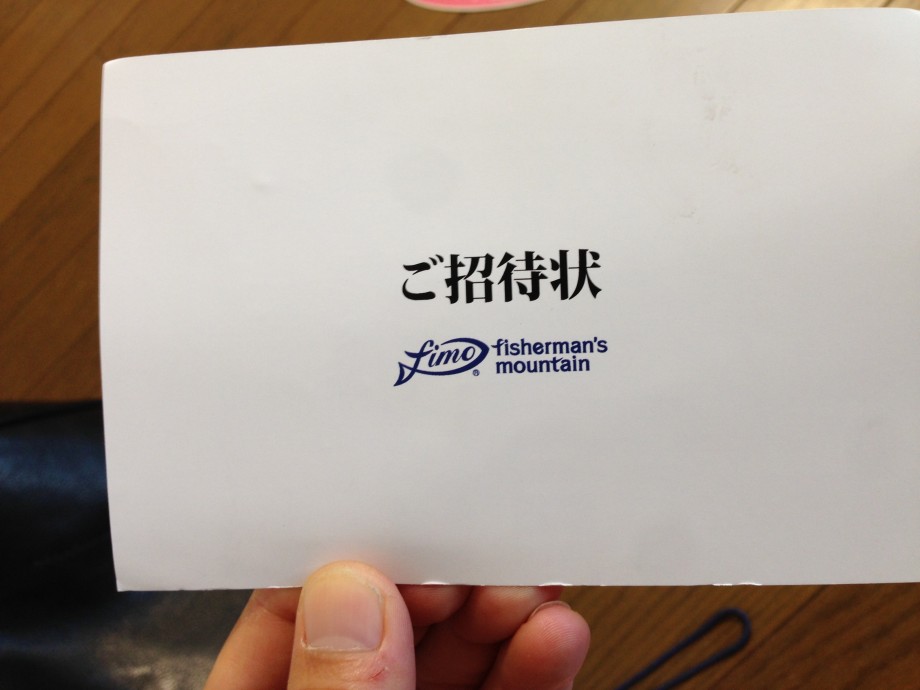 ご招待状
fimo® fisherman's
mountain